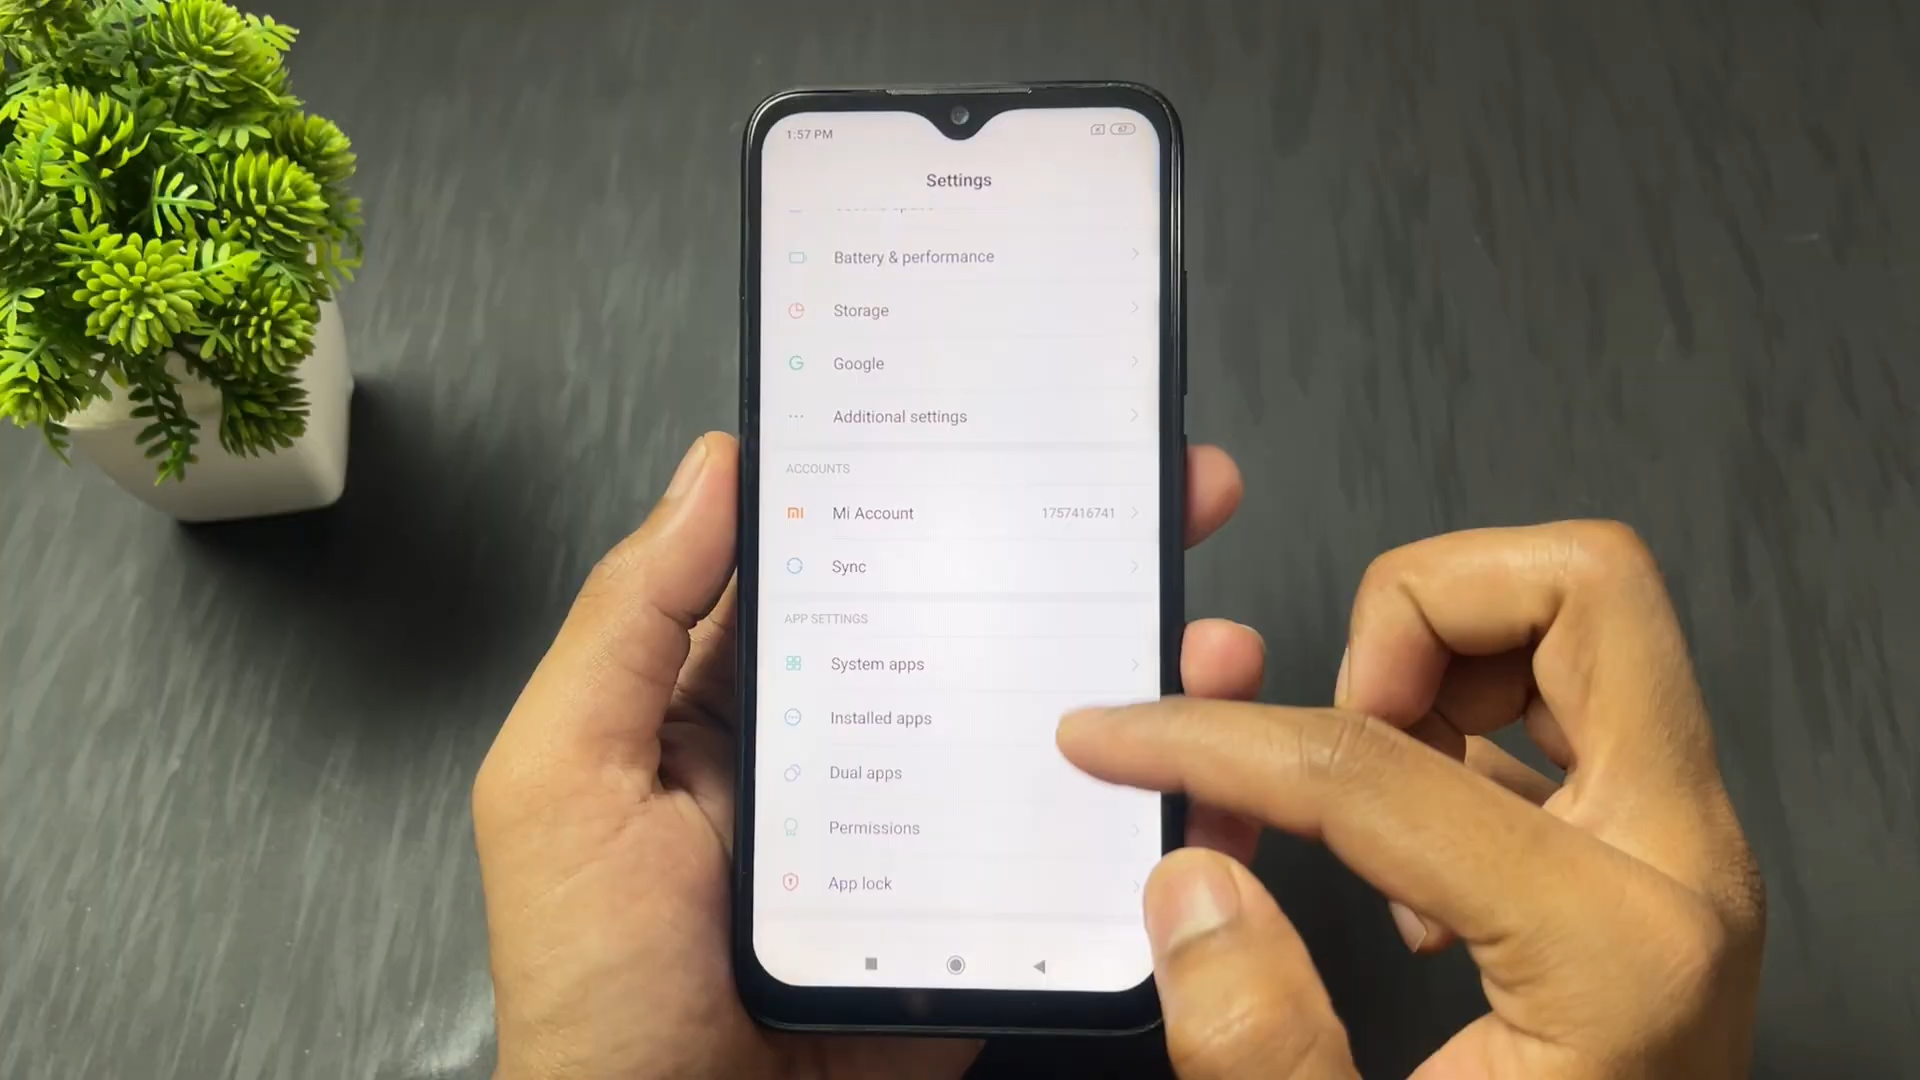 1:57 PM
67
Settings
Battery & performance
Storage
Google
Additional settings
ACCOUNTS
Mi Account 1757416741
Sync
APP SETTINGS
System apps
Installed apps
Dual apps
Permissions
App lock